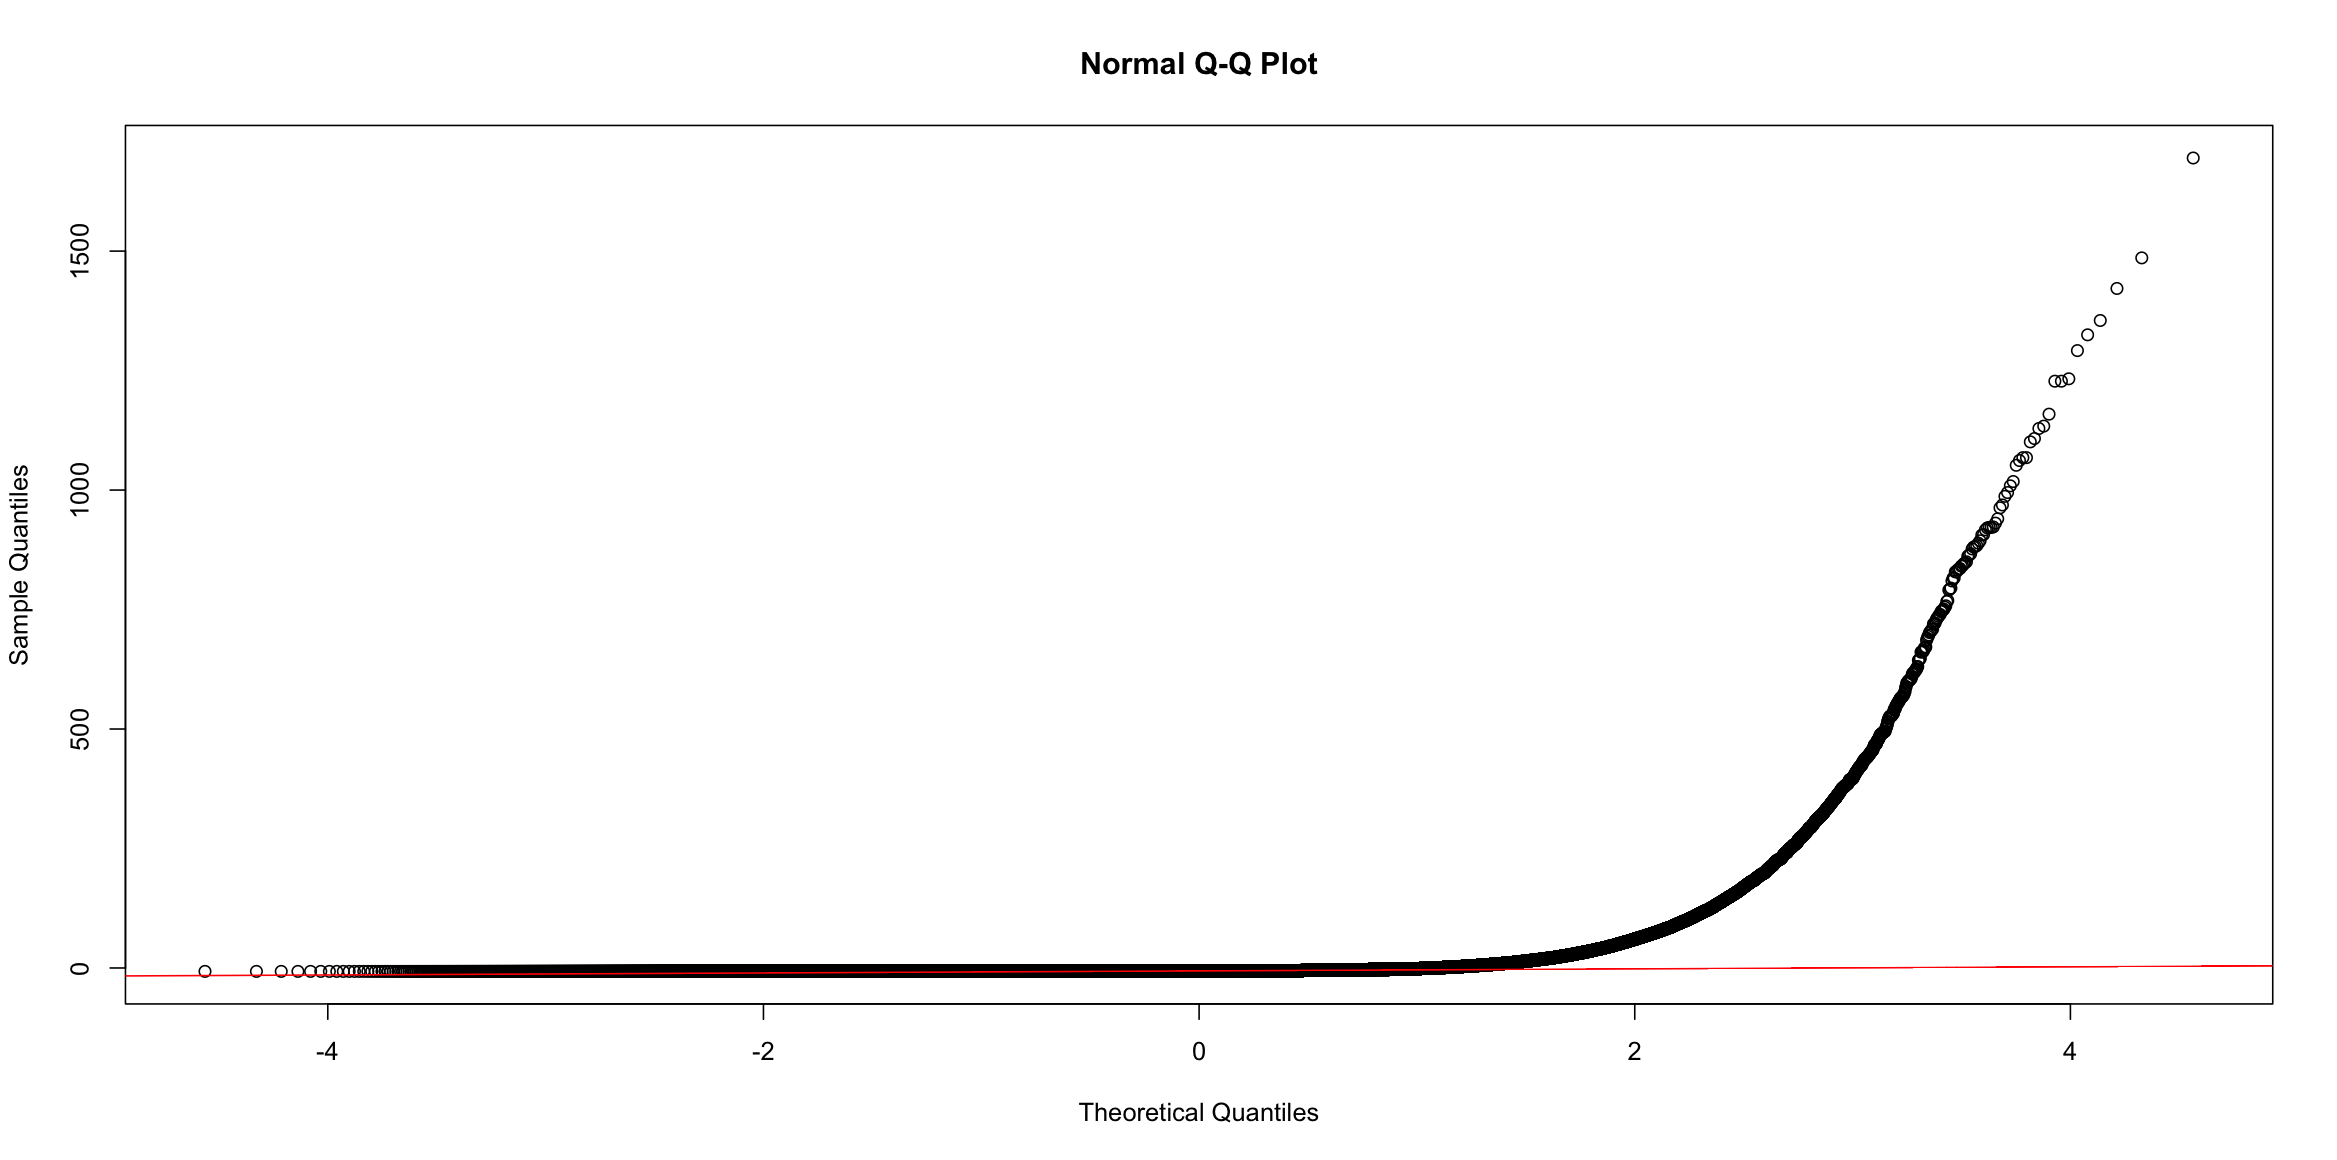 Normal Q-Q Plot
Sample Quantiles
1500
1000
500
0
-4 -2 0 2 4
Theoretical Quantiles